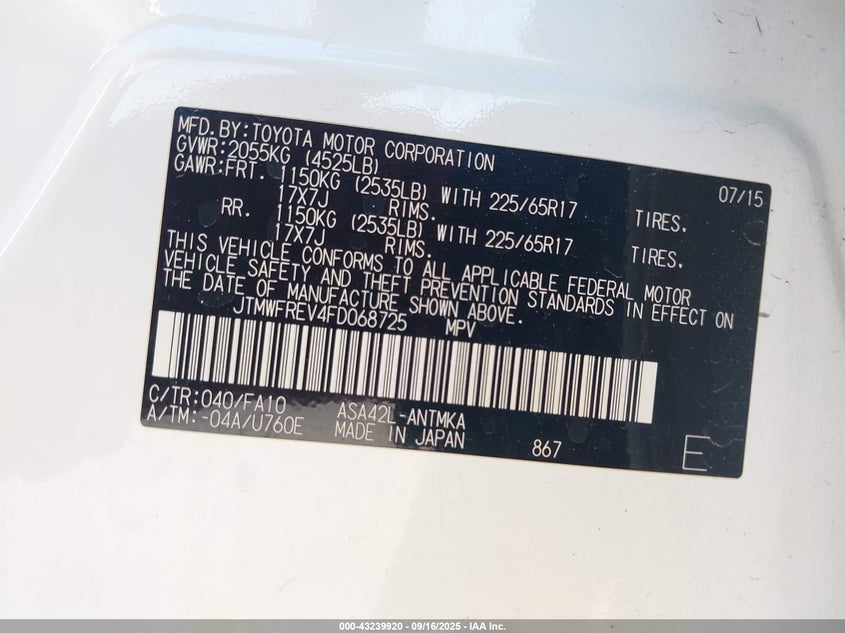 MFD.BY:TOYOTA MOTOR CORPORATION 07/15
GVWR:2055KG (4525LB)
GAWR:FRT. 1150KG (2535LB) WITH 225/65R17 TIRES.
17X7J RIMS.
RR. 1150KG (2535LB) WITH 225/65R17 TIRES.
17X7J RIMS.
THIS VEHICLE CONFORMS TO ALL APPLICABLE FEDERAL MOTOR
VEHICLE SAFETY AND THEFT PREVENTION STANDARDS IN EFFECT ON
THE DATE OF MANUFACTURE SHOWN ABOVE.
JTMWFREV4FD068725 MPV
C/TR:040/FA10 ASA42L-ANTMKA
A/TM:-04A/U760E MADE IN JAPAN 867 E
000-43239920 - 09/16/2025 - IAA Inc.